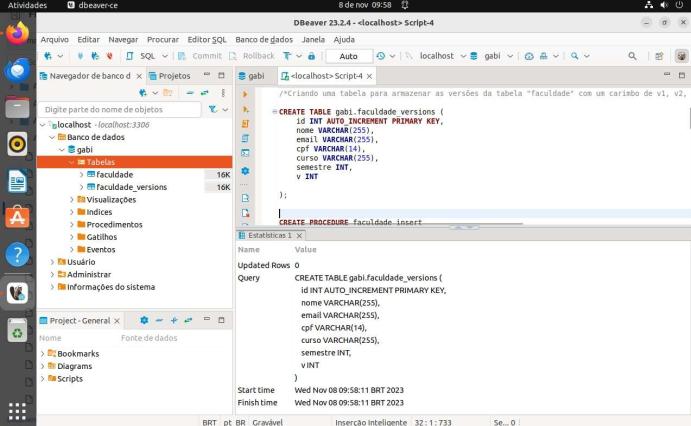 Atividades
dbeaver-ce
8 de nov 09:58
DBeaver 23.2.4 - <localhost> Script-4
Arquivo Editar Navegar Procurar Editor SQL Banco de dados Janela Ajuda
SQL Commit Rollback T Auto localhost gabi
Navegador de banco d Projetos
Digite parte do nome de objetos
localhost - localhost:3306
Banco de dados
gabi
Tabelas
faculdade 16K
faculdade_versions 16K
Visualizações
Indices
Procedimentos
Gatilhos
Eventos
Usuário
Administrar
Informações do sistema
Project - General
Nome Fonte de dados
Bookmarks
Diagrams
Scripts
gabi <localhost> Script-4
/*Criando uma tabela para armazenar as versões da tabela "faculdade" com um carimbo de v1, v2,
CREATE TABLE gabi.faculdade_versions (
id INT AUTO_INCREMENT PRIMARY KEY,
nome VARCHAR(255),
email VARCHAR(255),
cpf VARCHAR(14),
curso VARCHAR(255),
semestre INT,
v INT
);
CREATE PROCEDURE faculdade_insert
Estatísticas 1
Name Value
Updated Rows 0
Query CREATE TABLE gabi.faculdade_versions (
id INT AUTO_INCREMENT PRIMARY KEY,
nome VARCHAR(255),
email VARCHAR(255),
cpf VARCHAR(14),
curso VARCHAR(255),
semestre INT,
v INT
)
Start time Wed Nov 08 09:58:11 BRT 2023
Finish time Wed Nov 08 09:58:11 BRT 2023
BRT pt BR Gravável Inserção Inteligente 32 : 1 : 733 Se... 0